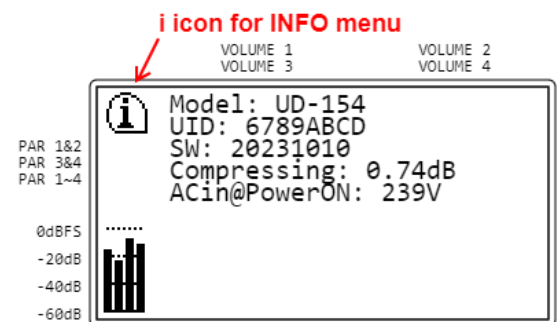 i icon for INFO menu
VOLUME 1 VOLUME 2
VOLUME 3 VOLUME 4
i
Model: UD-154
UID: 6789ABCD
SW: 20231010
Compressing: 0.74dB
ACin@PowerON: 239V
PAR 1&2
PAR 3&4
PAR 1~4
0dBFS
-20dB
-40dB
-60dB